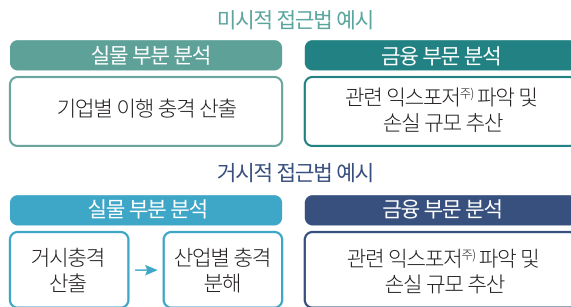 미시적 접근법 예시
실물 부분 분석
금융 부문 분석
기업별 이행 충격 산출
관련 익스포저주) 파악 및
손실 규모 추산
거시적 접근법 예시
실물 부분 분석
금융 부문 분석
거시충격
산출
산업별 충격
분해
관련 익스포저주) 파악 및
손실 규모 추산